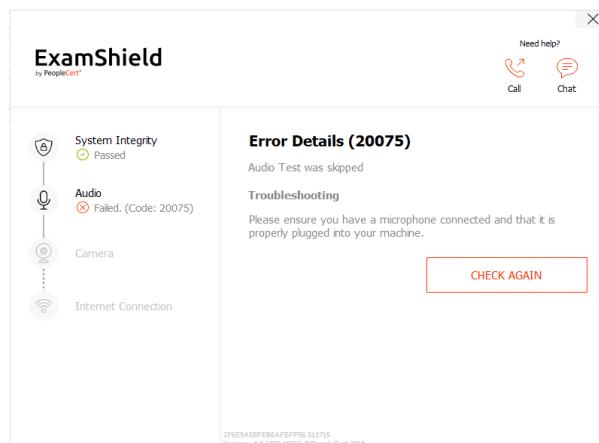 Need help?
ExamShield
by PeopleCert
Call
Chat
System Integrity
Passed
Audio
Failed. (Code: 20075)
Camera
Internet Connection
Error Details (20075)
Audio Test was skipped
Troubleshooting
Please ensure you have a microphone connected and that it is
properly plugged into your machine.
CHECK AGAIN
2F6E9A5BFEB6AFBFF56 511715